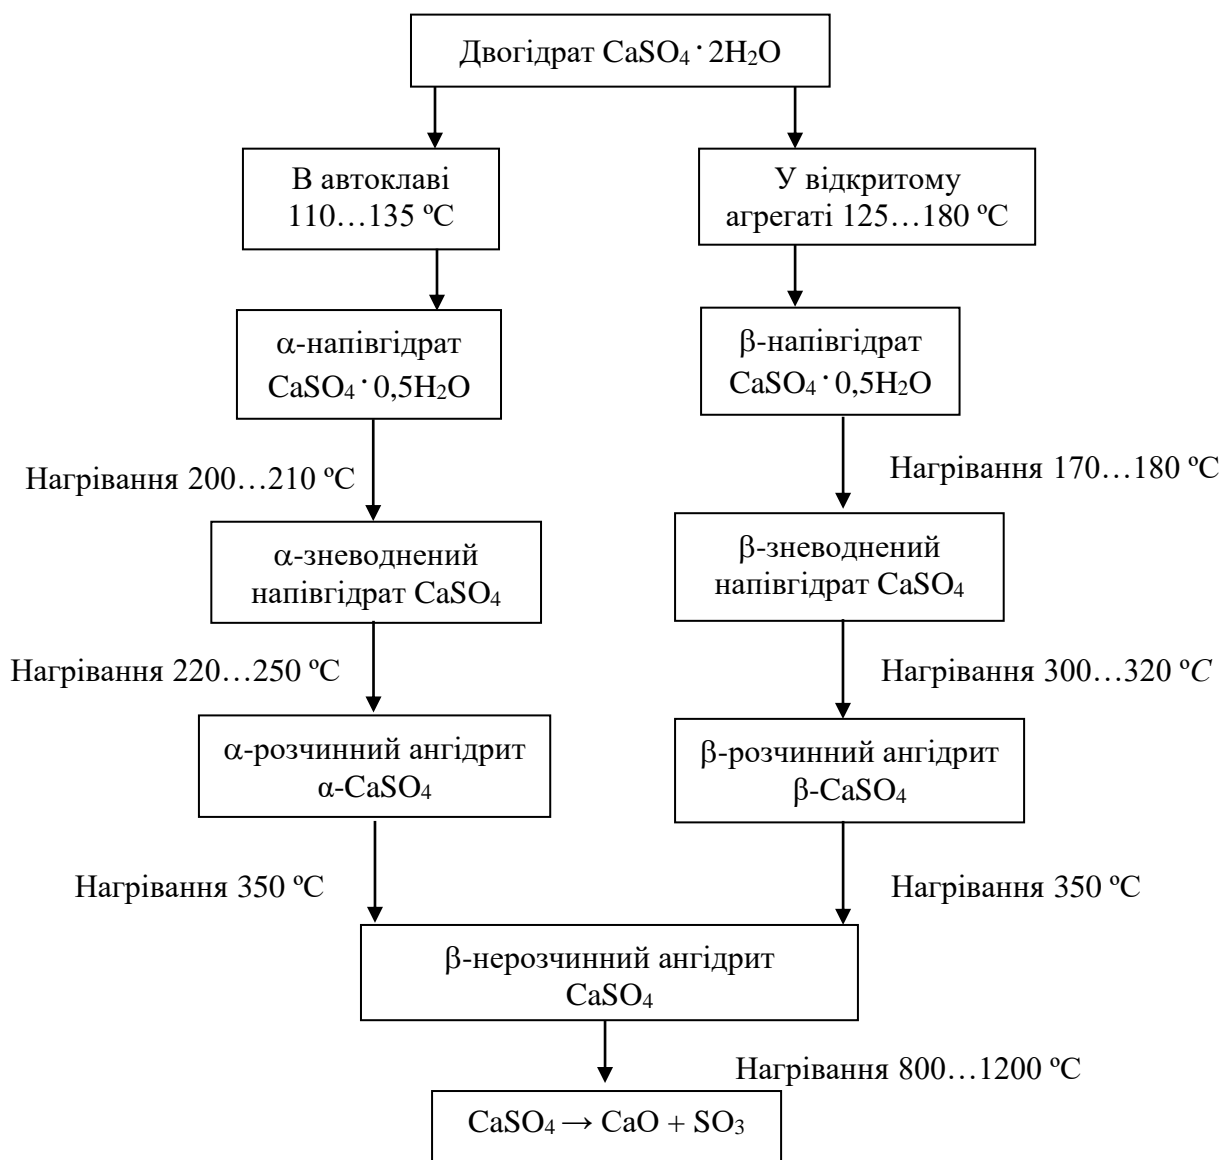 Двогідрат CaSO₄ · 2H₂O
В автоклаві
110…135 ºС
У відкритому
агрегаті 125…180 ºС
α-напівгідрат
CaSO₄ · 0,5H₂O
β-напівгідрат
CaSO₄ · 0,5H₂O
Нагрівання 200…210 ºС
Нагрівання 170…180 ºС
α-зневоднений
напівгідрат CaSO₄
β-зневоднений
напівгідрат CaSO₄
Нагрівання 220…250 ºС
Нагрівання 300…320 ºС
α-розчинний ангідрит
α-CaSO₄
β-розчинний ангідрит
β-CaSO₄
Нагрівання 350 ºС
Нагрівання 350 ºС
β-нерозчинний ангідрит
CaSO₄
Нагрівання 800…1200 ºС
CaSO₄ → CaO + SO₃